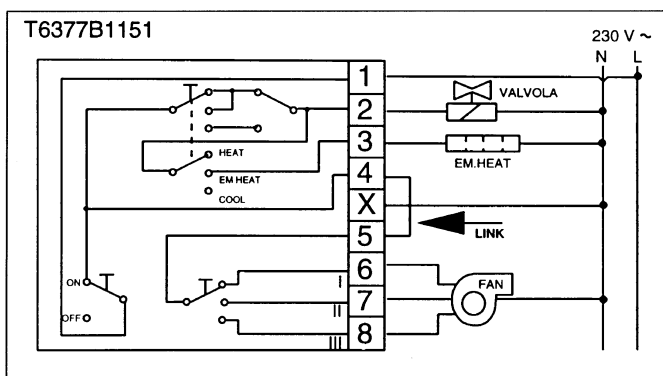 T6377B1151
230 V ~
N L
1
2
VALVOLA
3
HEAT
EM.HEAT
EM HEAT
4
COOL
X
5
LINK
6
I
FAN
ON
7
II
OFF
8
III